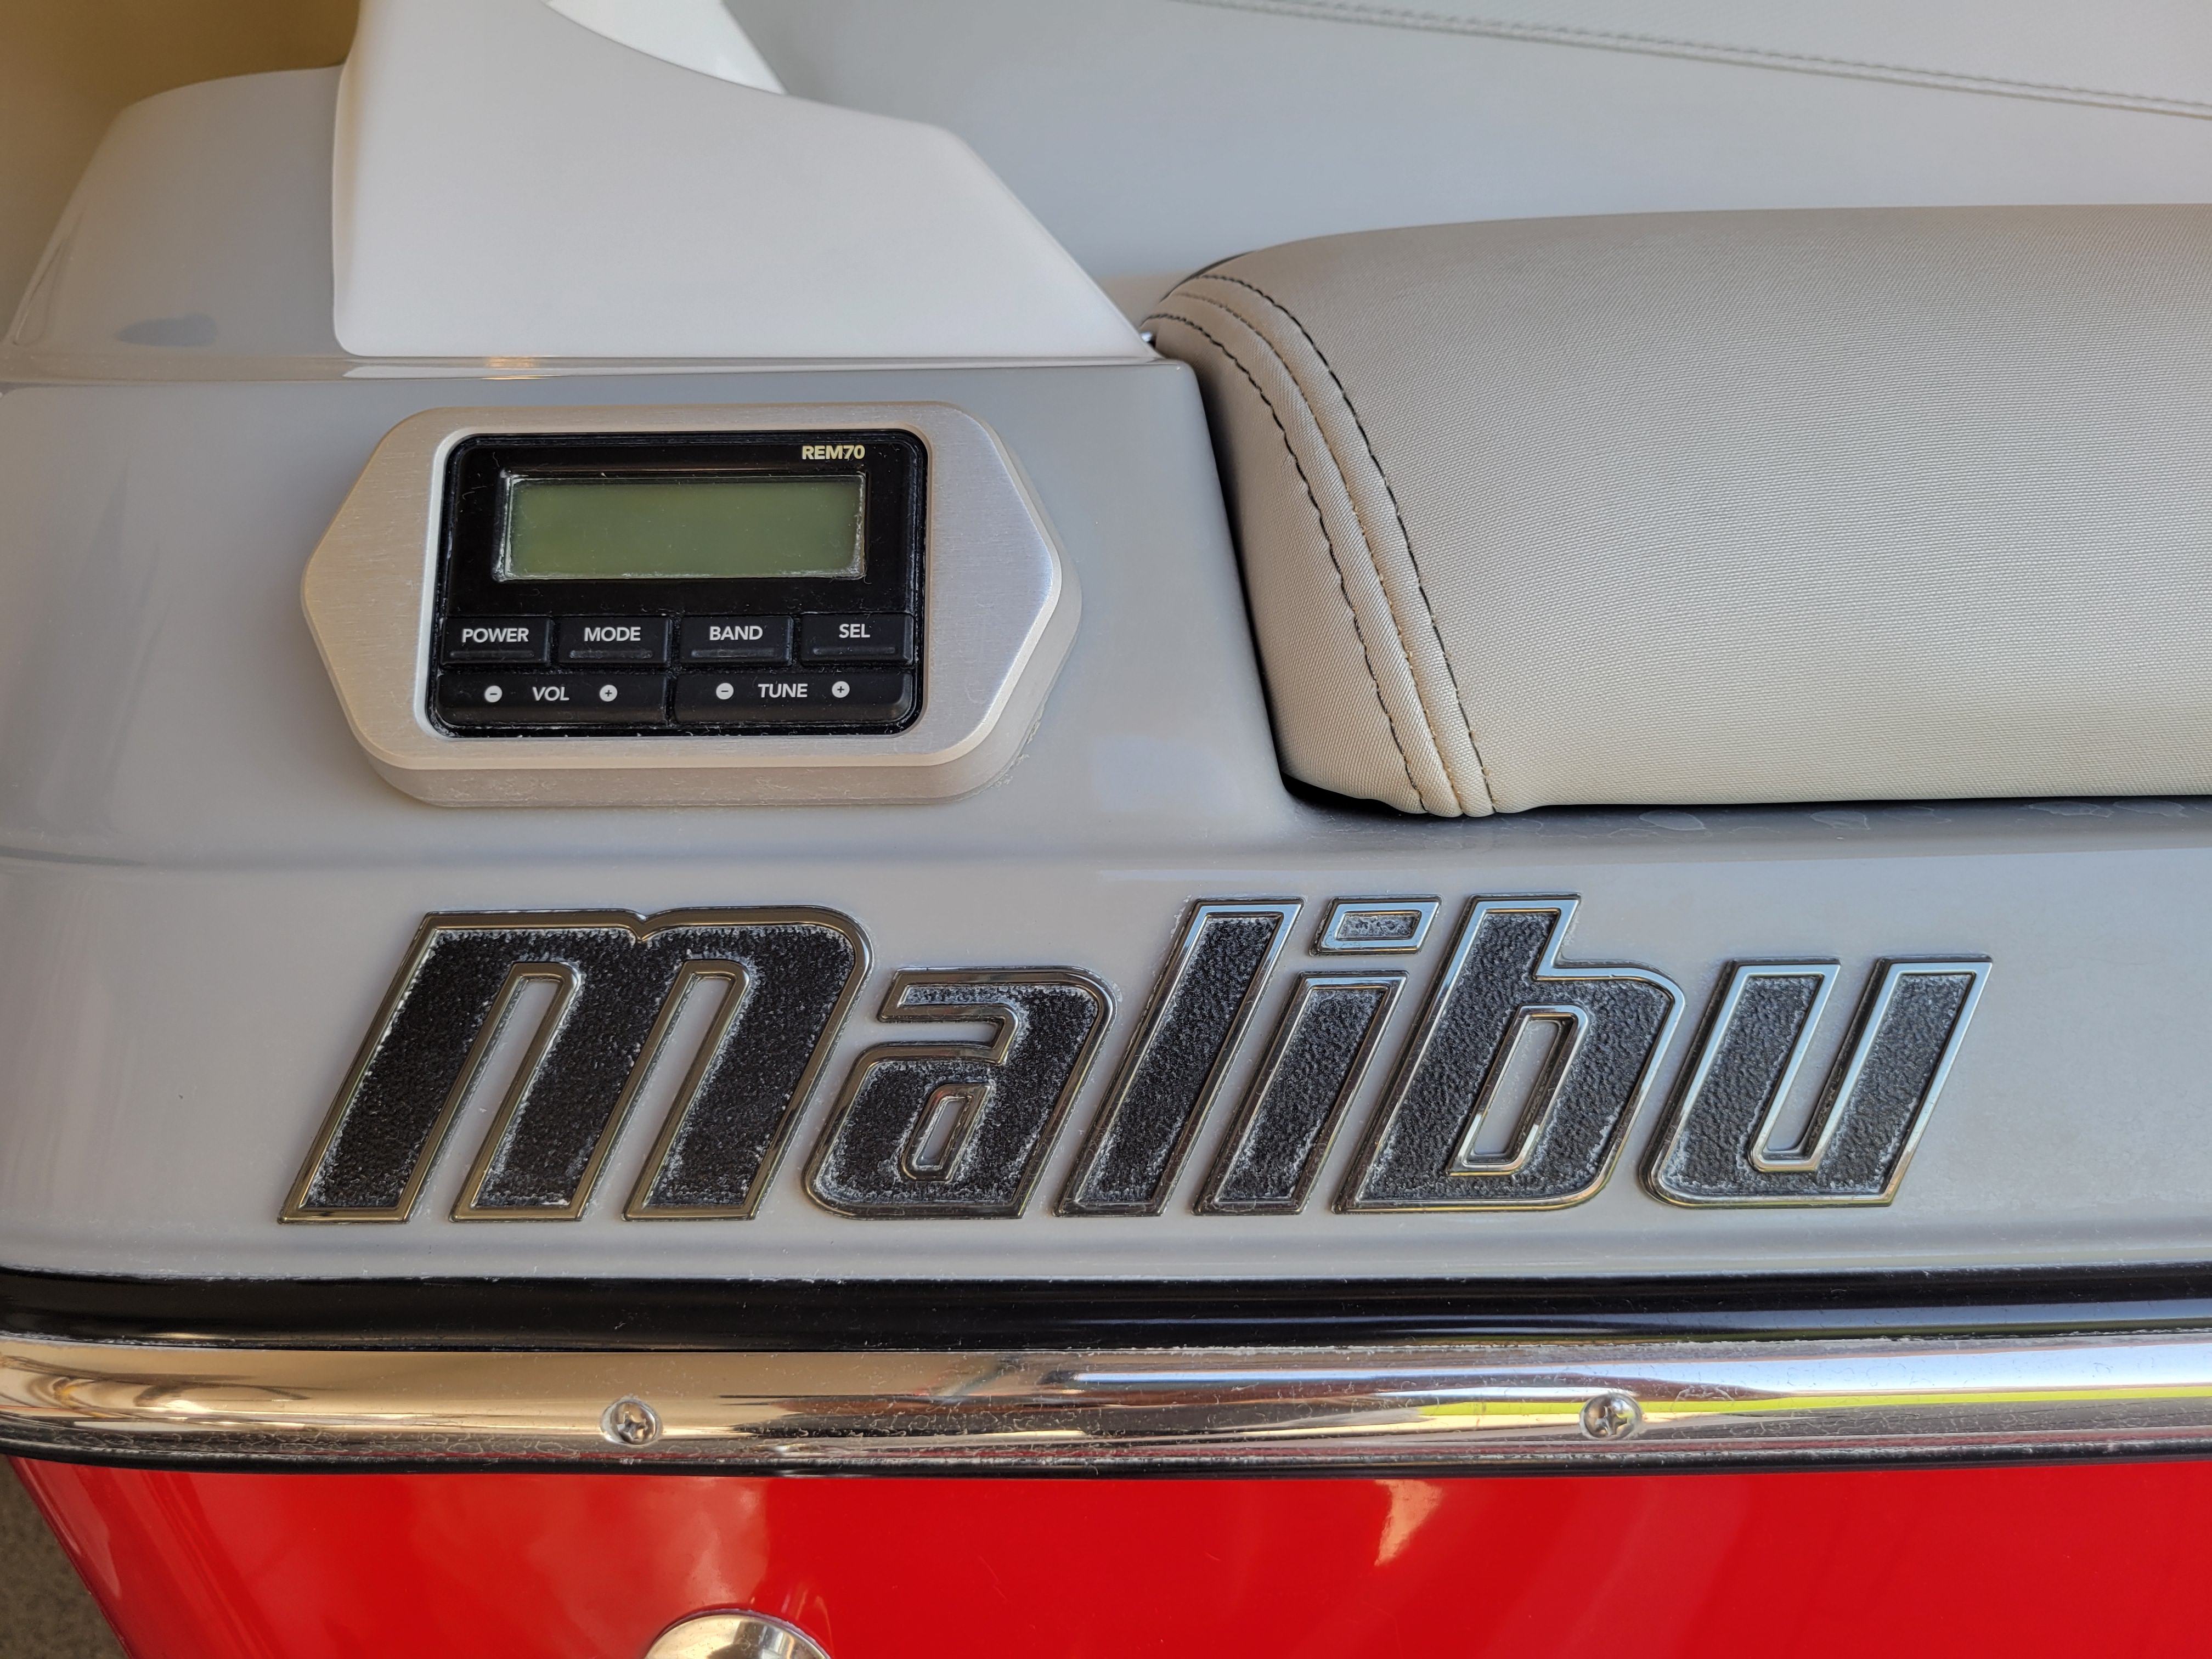 REM70
POWER MODE BAND SEL
- VOL + - TUNE +
malibu